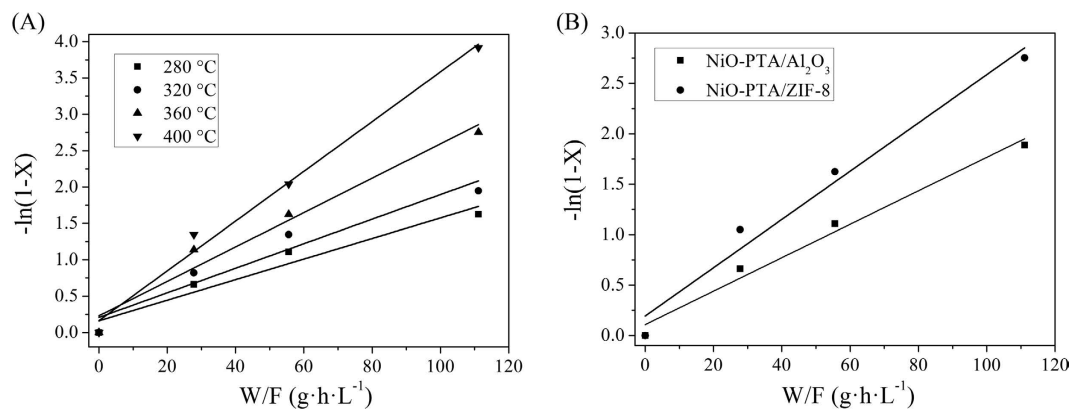 (A)
4.0
3.5
3.0
2.5
2.0
1.5
1.0
0.5
0.0
-ln(1-X)
280 °C
320 °C
360 °C
400 °C
0 20 40 60 80 100 120
W/F (g·h·L⁻¹)
(B)
3.0
2.5
2.0
1.5
1.0
0.5
0.0
-ln(1-X)
NiO-PTA/Al₂O₃
NiO-PTA/ZIF-8
0 20 40 60 80 100 120
W/F (g·h·L⁻¹)